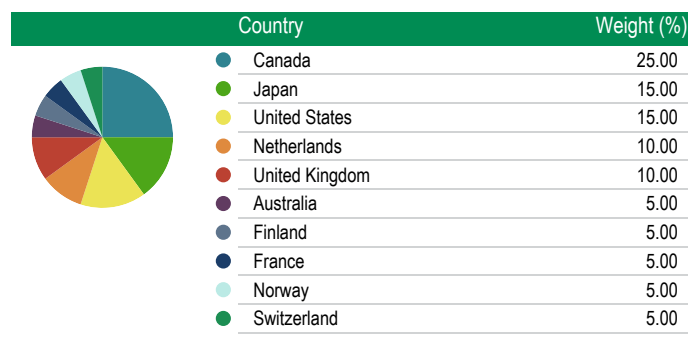 Country Weight (%)
Canada 25.00
Japan 15.00
United States 15.00
Netherlands 10.00
United Kingdom 10.00
Australia 5.00
Finland 5.00
France 5.00
Norway 5.00
Switzerland 5.00